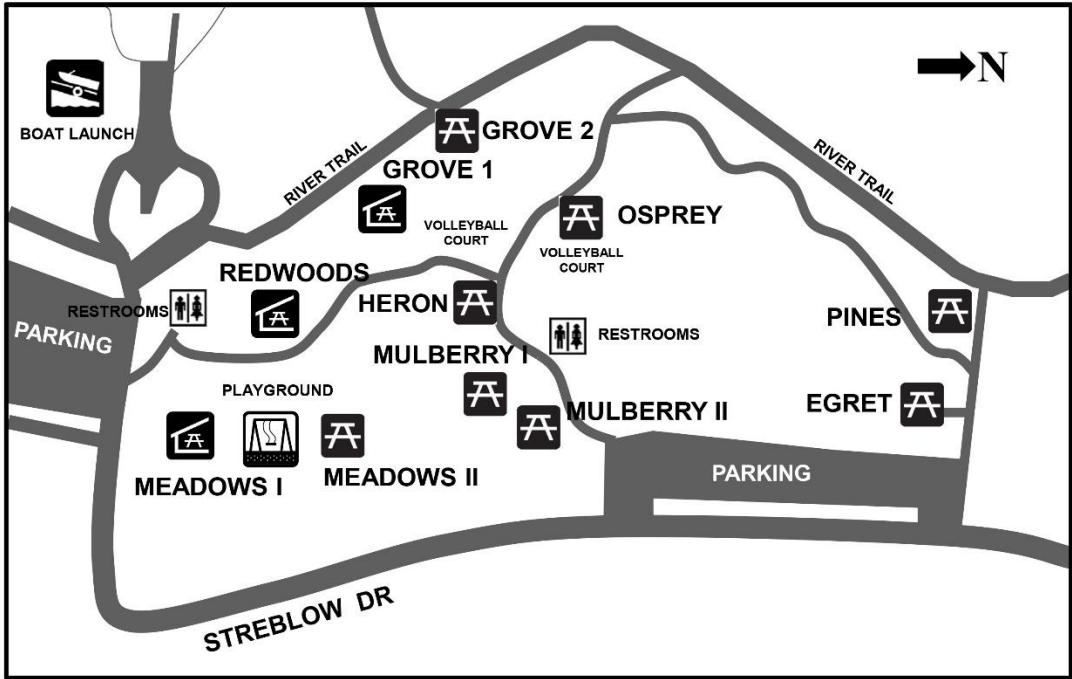 N
BOAT LAUNCH
GROVE 2
RIVER TRAIL
GROVE 1
RIVER TRAIL
VOLLEYBALL
COURT
OSPREY
VOLLEYBALL
COURT
REDWOODS
RESTROOMS
HERON
PINES
PARKING
RESTROOMS
MULBERRY I
PLAYGROUND
EGRET
MULBERRY II
MEADOWS I
MEADOWS II
PARKING
STREBLOW DR